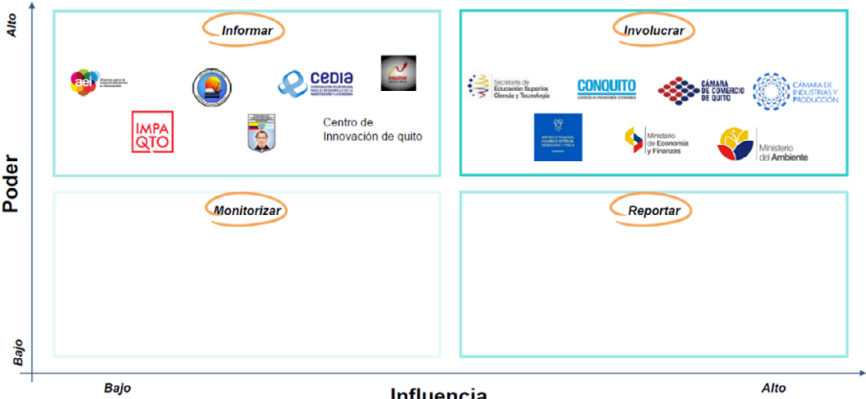 Alto
Poder
Bajo
Informar
aei
CEDIA
IMPA
QTO
Centro de
Innovación de quito
Involucrar
Secretaría de
Educación Superior,
Ciencia y Tecnología
CONQUITO
CÁMARA
DE COMERCIO
DE QUITO
CÁMARA
DE INDUSTRIAS Y
PRODUCCIÓN
Ministerio
de Economía
y Finanzas
Ministerio
del Ambiente
Monitorizar
Reportar
Bajo
Influencia
Alto